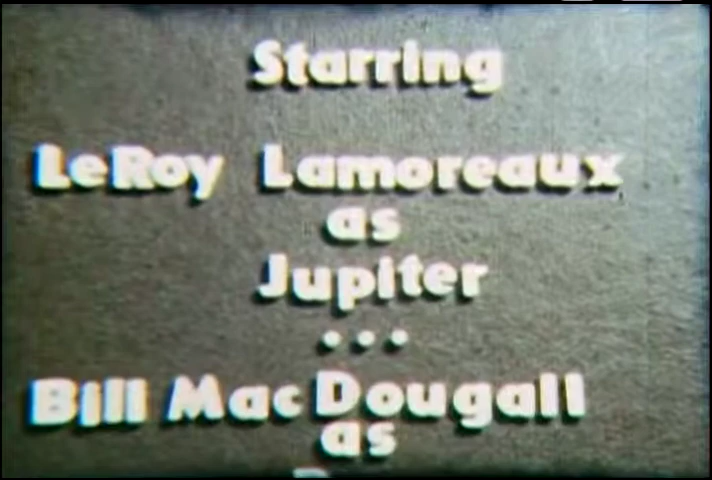 Starring
LeRoy Lamoreaux
as
Jupiter
...
Bill MacDougall
as